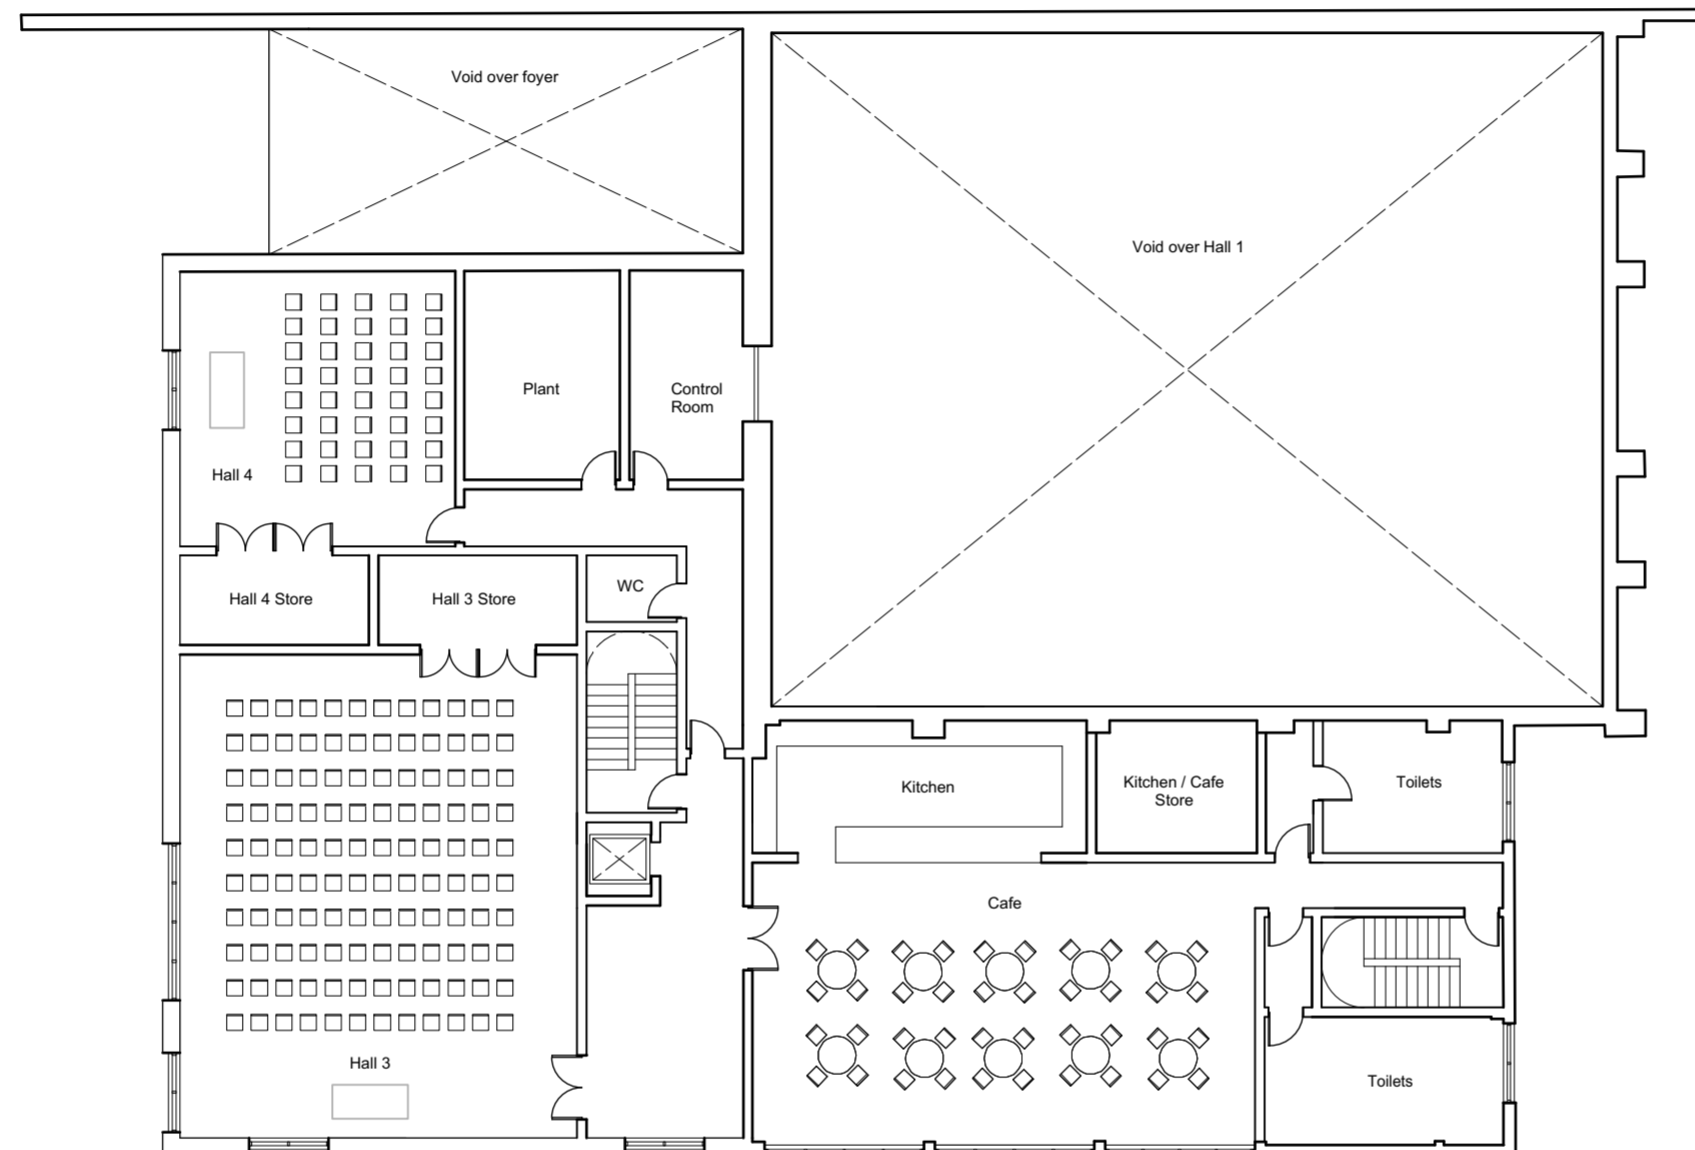 Void over foyer
Void over Hall 1
Plant
Control
Room
Hall 4
WC
Hall 4 Store
Hall 3 Store
Kitchen
Kitchen / Cafe
Store
Toilets
Cafe
Hall 3
Toilets